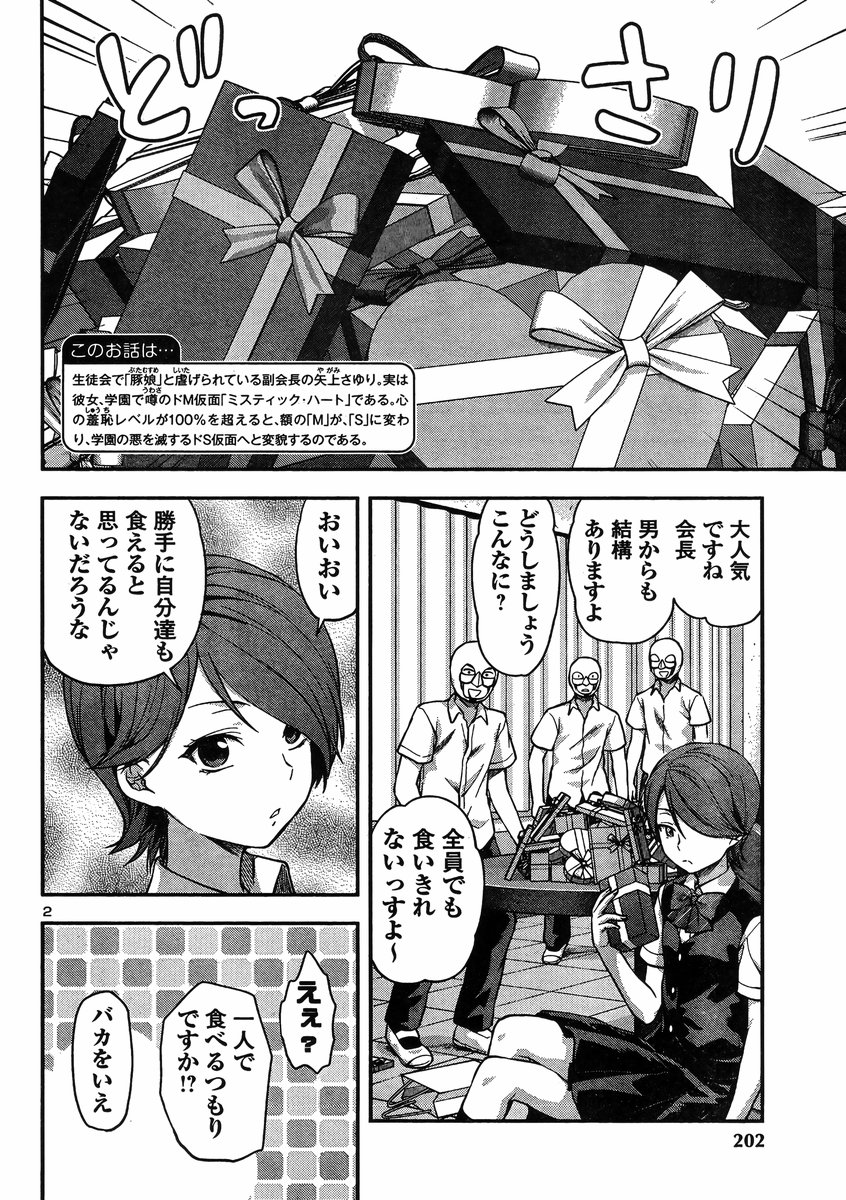 どっさり
このお話は…
生徒会で「豚娘」と虐げられている副会長の矢上さゆり。実は
彼女、学園で噂のドM仮面「ミスティック・ハート」である。心
の羞恥レベルが100%を超えると、額の「M」が、「S」に変わ
り、学園の悪を滅するドS仮面へと変貌するのである。
大人気
ですね
会長
男からも
結構
ありますよ
どうしましょう
こんなに?
全員でも
食いきれ
ないっすよ〜
おいおい
勝手に自分達も
食えると
思ってるんじゃ
ないだろうな
2
ええ?
一人で
食べるつもり
ですか!?
バカをいえ
202